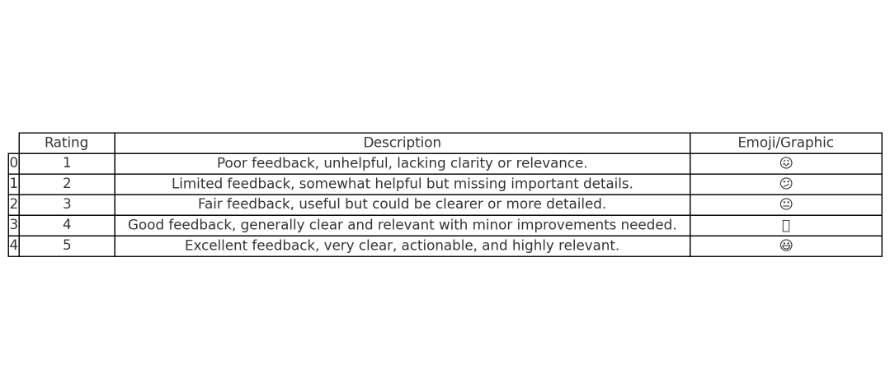 Rating Description Emoji/Graphic
0 1 Poor feedback, unhelpful, lacking clarity or relevance. 😖
1 2 Limited feedback, somewhat helpful but missing important details. 😕
2 3 Fair feedback, useful but could be clearer or more detailed. 😐
3 4 Good feedback, generally clear and relevant with minor improvements needed.
4 5 Excellent feedback, very clear, actionable, and highly relevant. 😃